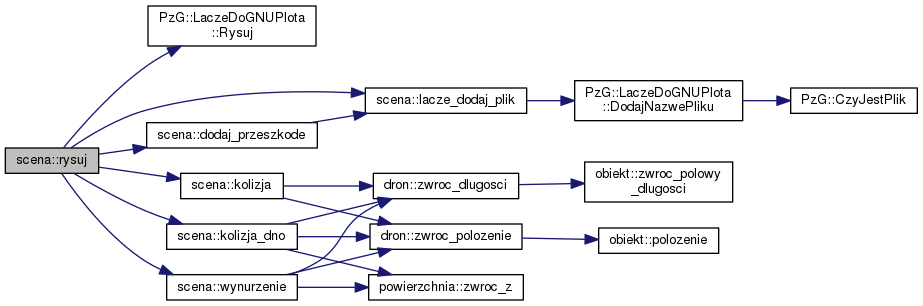 PzG::LaczeDoGNUPlota
::Rysuj
scena::lacze_dodaj_plik
PzG::LaczeDoGNUPlota
::DodajNazwePliku
PzG::CzyJestPlik
scena::dodaj_przeszkode
scena::rysuj
scena::kolizja
dron::zwroc_dlugosci
obiekt::zwroc_polowy
_dlugosci
scena::kolizja_dno
dron::zwroc_polozenie
obiekt::polozenie
scena::wynurzenie
powierzchnia::zwroc_z